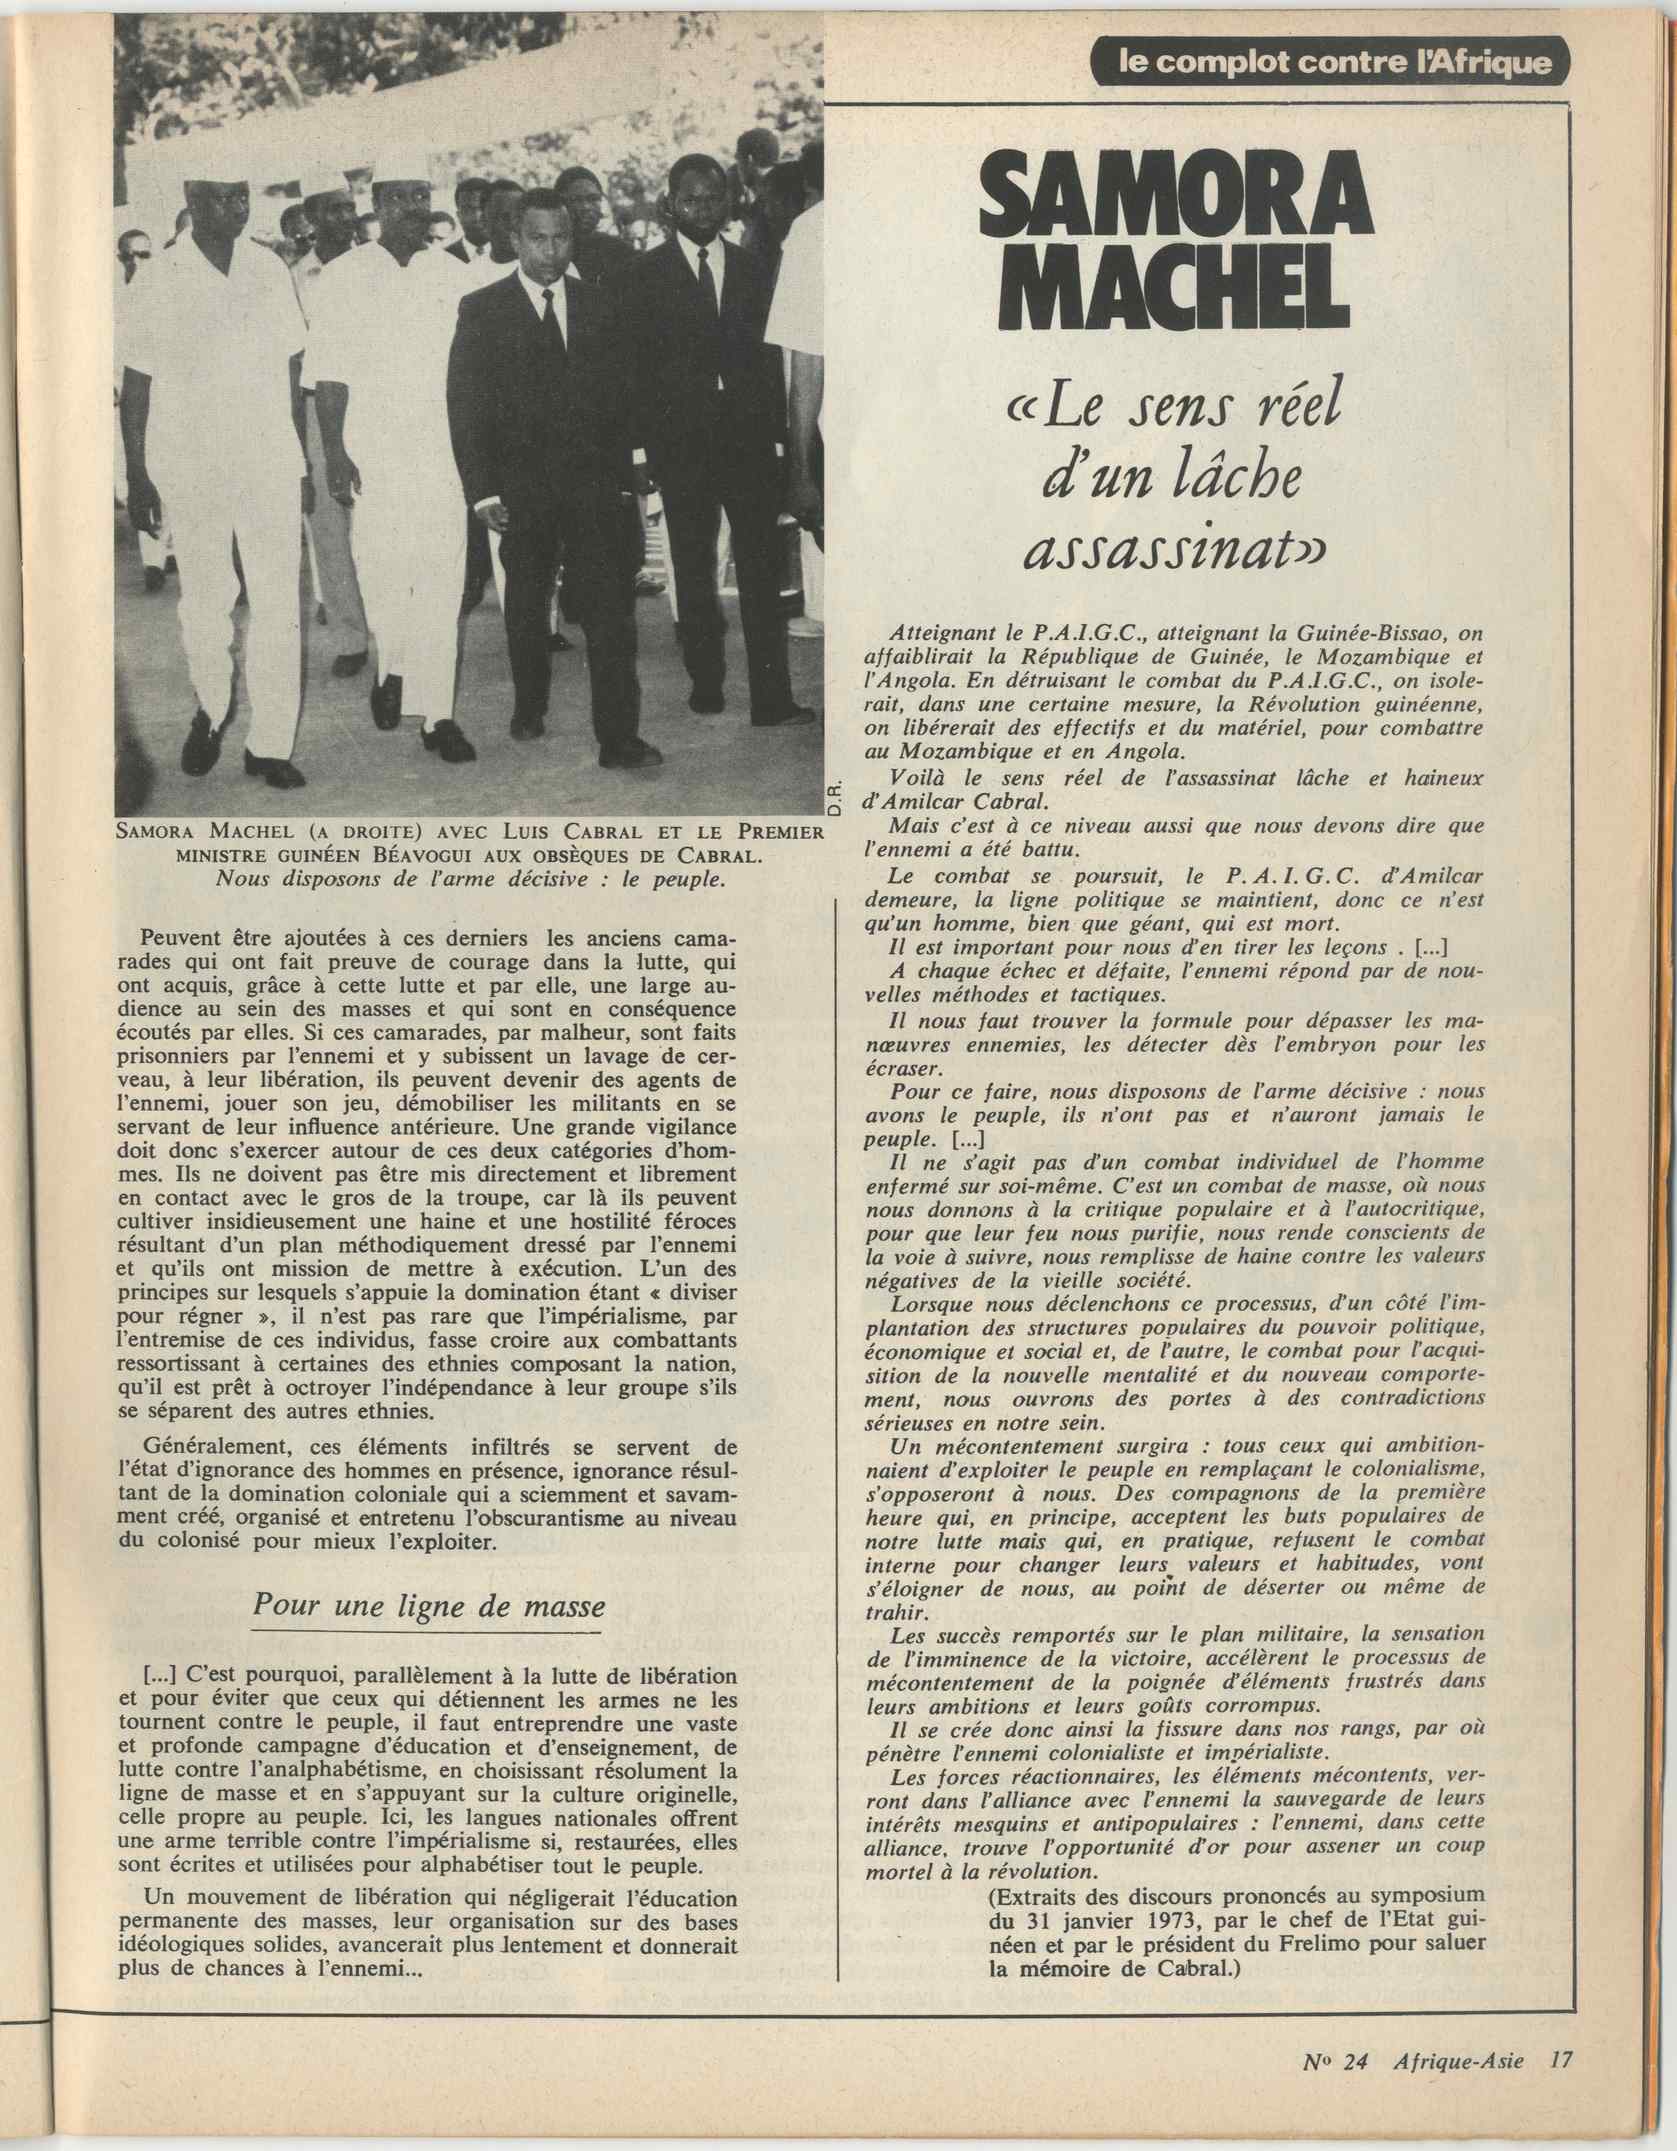 le complot contre l'Afrique
D.R.
SAMORA MACHEL (A DROITE) AVEC LUIS CABRAL ET LE PREMIER
MINISTRE GUINÉEN BÉAVOGUI AUX OBSÈQUES DE CABRAL.
Nous disposons de l'arme décisive : le peuple.
Peuvent être ajoutées à ces derniers les anciens cama-
rades qui ont fait preuve de courage dans la lutte, qui
ont acquis, grâce à cette lutte et par elle, une large au-
dience au sein des masses et qui sont en conséquence
écoutés par elles. Si ces camarades, par malheur, sont faits
prisonniers par l'ennemi et y subissent un lavage de cer-
veau, à leur libération, ils peuvent devenir des agents de
l'ennemi, jouer son jeu, démobiliser les militants en se
servant de leur influence antérieure. Une grande vigilance
doit donc s'exercer autour de ces deux catégories d'hom-
mes. Ils ne doivent pas être mis directement et librement
en contact avec le gros de la troupe, car là ils peuvent
cultiver insidieusement une haine et une hostilité féroces
résultant d'un plan méthodiquement dressé par l'ennemi
et qu'ils ont mission de mettre à exécution. L'un des
principes sur lesquels s'appuie la domination étant « diviser
pour régner », il n'est pas rare que l'impérialisme, par
l'entremise de ces individus, fasse croire aux combattants
ressortissant à certaines des ethnies composant la nation,
qu'il est prêt à octroyer l'indépendance à leur groupe s'ils
se séparent des autres ethnies.
Généralement, ces éléments infiltrés se servent de
l'état d'ignorance des hommes en présence, ignorance résul-
tant de la domination coloniale qui a sciemment et savam-
ment créé, organisé et entretenu l'obscurantisme au niveau
du colonisé pour mieux l'exploiter.
Pour une ligne de masse
[...] C'est pourquoi, parallèlement à la lutte de libération
et pour éviter que ceux qui détiennent les armes ne les
tournent contre le peuple, il faut entreprendre une vaste
et profonde campagne d'éducation et d'enseignement, de
lutte contre l'analphabétisme, en choisissant résolument la
ligne de masse et en s'appuyant sur la culture originelle,
celle propre au peuple. Ici, les langues nationales offrent
une arme terrible contre l'impérialisme si, restaurées, elles
sont écrites et utilisées pour alphabétiser tout le peuple.
Un mouvement de libération qui négligerait l'éducation
permanente des masses, leur organisation sur des bases
idéologiques solides, avancerait plus lentement et donnerait
plus de chances à l'ennemi...
SAMORA
MACHEL
«Le sens réel
d'un lâche
assassinat»
Atteignant le P.A.I.G.C., atteignant la Guinée-Bissao, on
affaiblirait la République de Guinée, le Mozambique et
l'Angola. En détruisant le combat du P.A.I.G.C., on isole-
rait, dans une certaine mesure, la Révolution guinéenne,
on libérerait des effectifs et du matériel, pour combattre
au Mozambique et en Angola.
Voilà le sens réel de l'assassinat lâche et haineux
d'Amilcar Cabral.
Mais c'est à ce niveau aussi que nous devons dire que
l'ennemi a été battu.
Le combat se poursuit, le P.A.I.G.C. d'Amilcar
demeure, la ligne politique se maintient, donc ce n'est
qu'un homme, bien que géant, qui est mort.
Il est important pour nous d'en tirer les leçons . [...]
A chaque échec et défaite, l'ennemi répond par de nou-
velles méthodes et tactiques.
Il nous faut trouver la formule pour dépasser les ma-
nœuvres ennemies, les détecter dès l'embryon pour les
écraser.
Pour ce faire, nous disposons de l'arme décisive : nous
avons le peuple, ils n'ont pas et n'auront jamais le
peuple. [...]
Il ne s'agit pas d'un combat individuel de l'homme
enfermé sur soi-même. C'est un combat de masse, où nous
nous donnons à la critique populaire et à l'autocritique,
pour que leur feu nous purifie, nous rende conscients de
la voie à suivre, nous remplisse de haine contre les valeurs
négatives de la vieille société.
Lorsque nous déclenchons ce processus, d'un côté l'im-
plantation des structures populaires du pouvoir politique,
économique et social et, de l'autre, le combat pour l'acqui-
sition de la nouvelle mentalité et du nouveau comporte-
ment, nous ouvrons des portes à des contradictions
sérieuses en notre sein.
Un mécontentement surgira : tous ceux qui ambition-
naient d'exploiter le peuple en remplaçant le colonialisme,
s'opposeront à nous. Des compagnons de la première
heure qui, en principe, acceptent les buts populaires de
notre lutte mais qui, en pratique, refusent le combat
interne pour changer leurs valeurs et habitudes, vont
s'éloigner de nous, au point de déserter ou même de
trahir.
Les succès remportés sur le plan militaire, la sensation
de l'imminence de la victoire, accélèrent le processus de
mécontentement de la poignée d'éléments frustrés dans
leurs ambitions et leurs goûts corrompus.
Il se crée donc ainsi la fissure dans nos rangs, par où
pénètre l'ennemi colonialiste et impérialiste.
Les forces réactionnaires, les éléments mécontents, ver-
ront dans l'alliance avec l'ennemi la sauvegarde de leurs
intérêts mesquins et antipopulaires : l'ennemi, dans cette
alliance, trouve l'opportunité d'or pour assener un coup
mortel à la révolution.
(Extraits des discours prononcés au symposium
du 31 janvier 1973, par le chef de l'Etat gui-
néen et par le président du Frelimo pour saluer
la mémoire de Cabral.)
Nº 24 Afrique-Asie 17